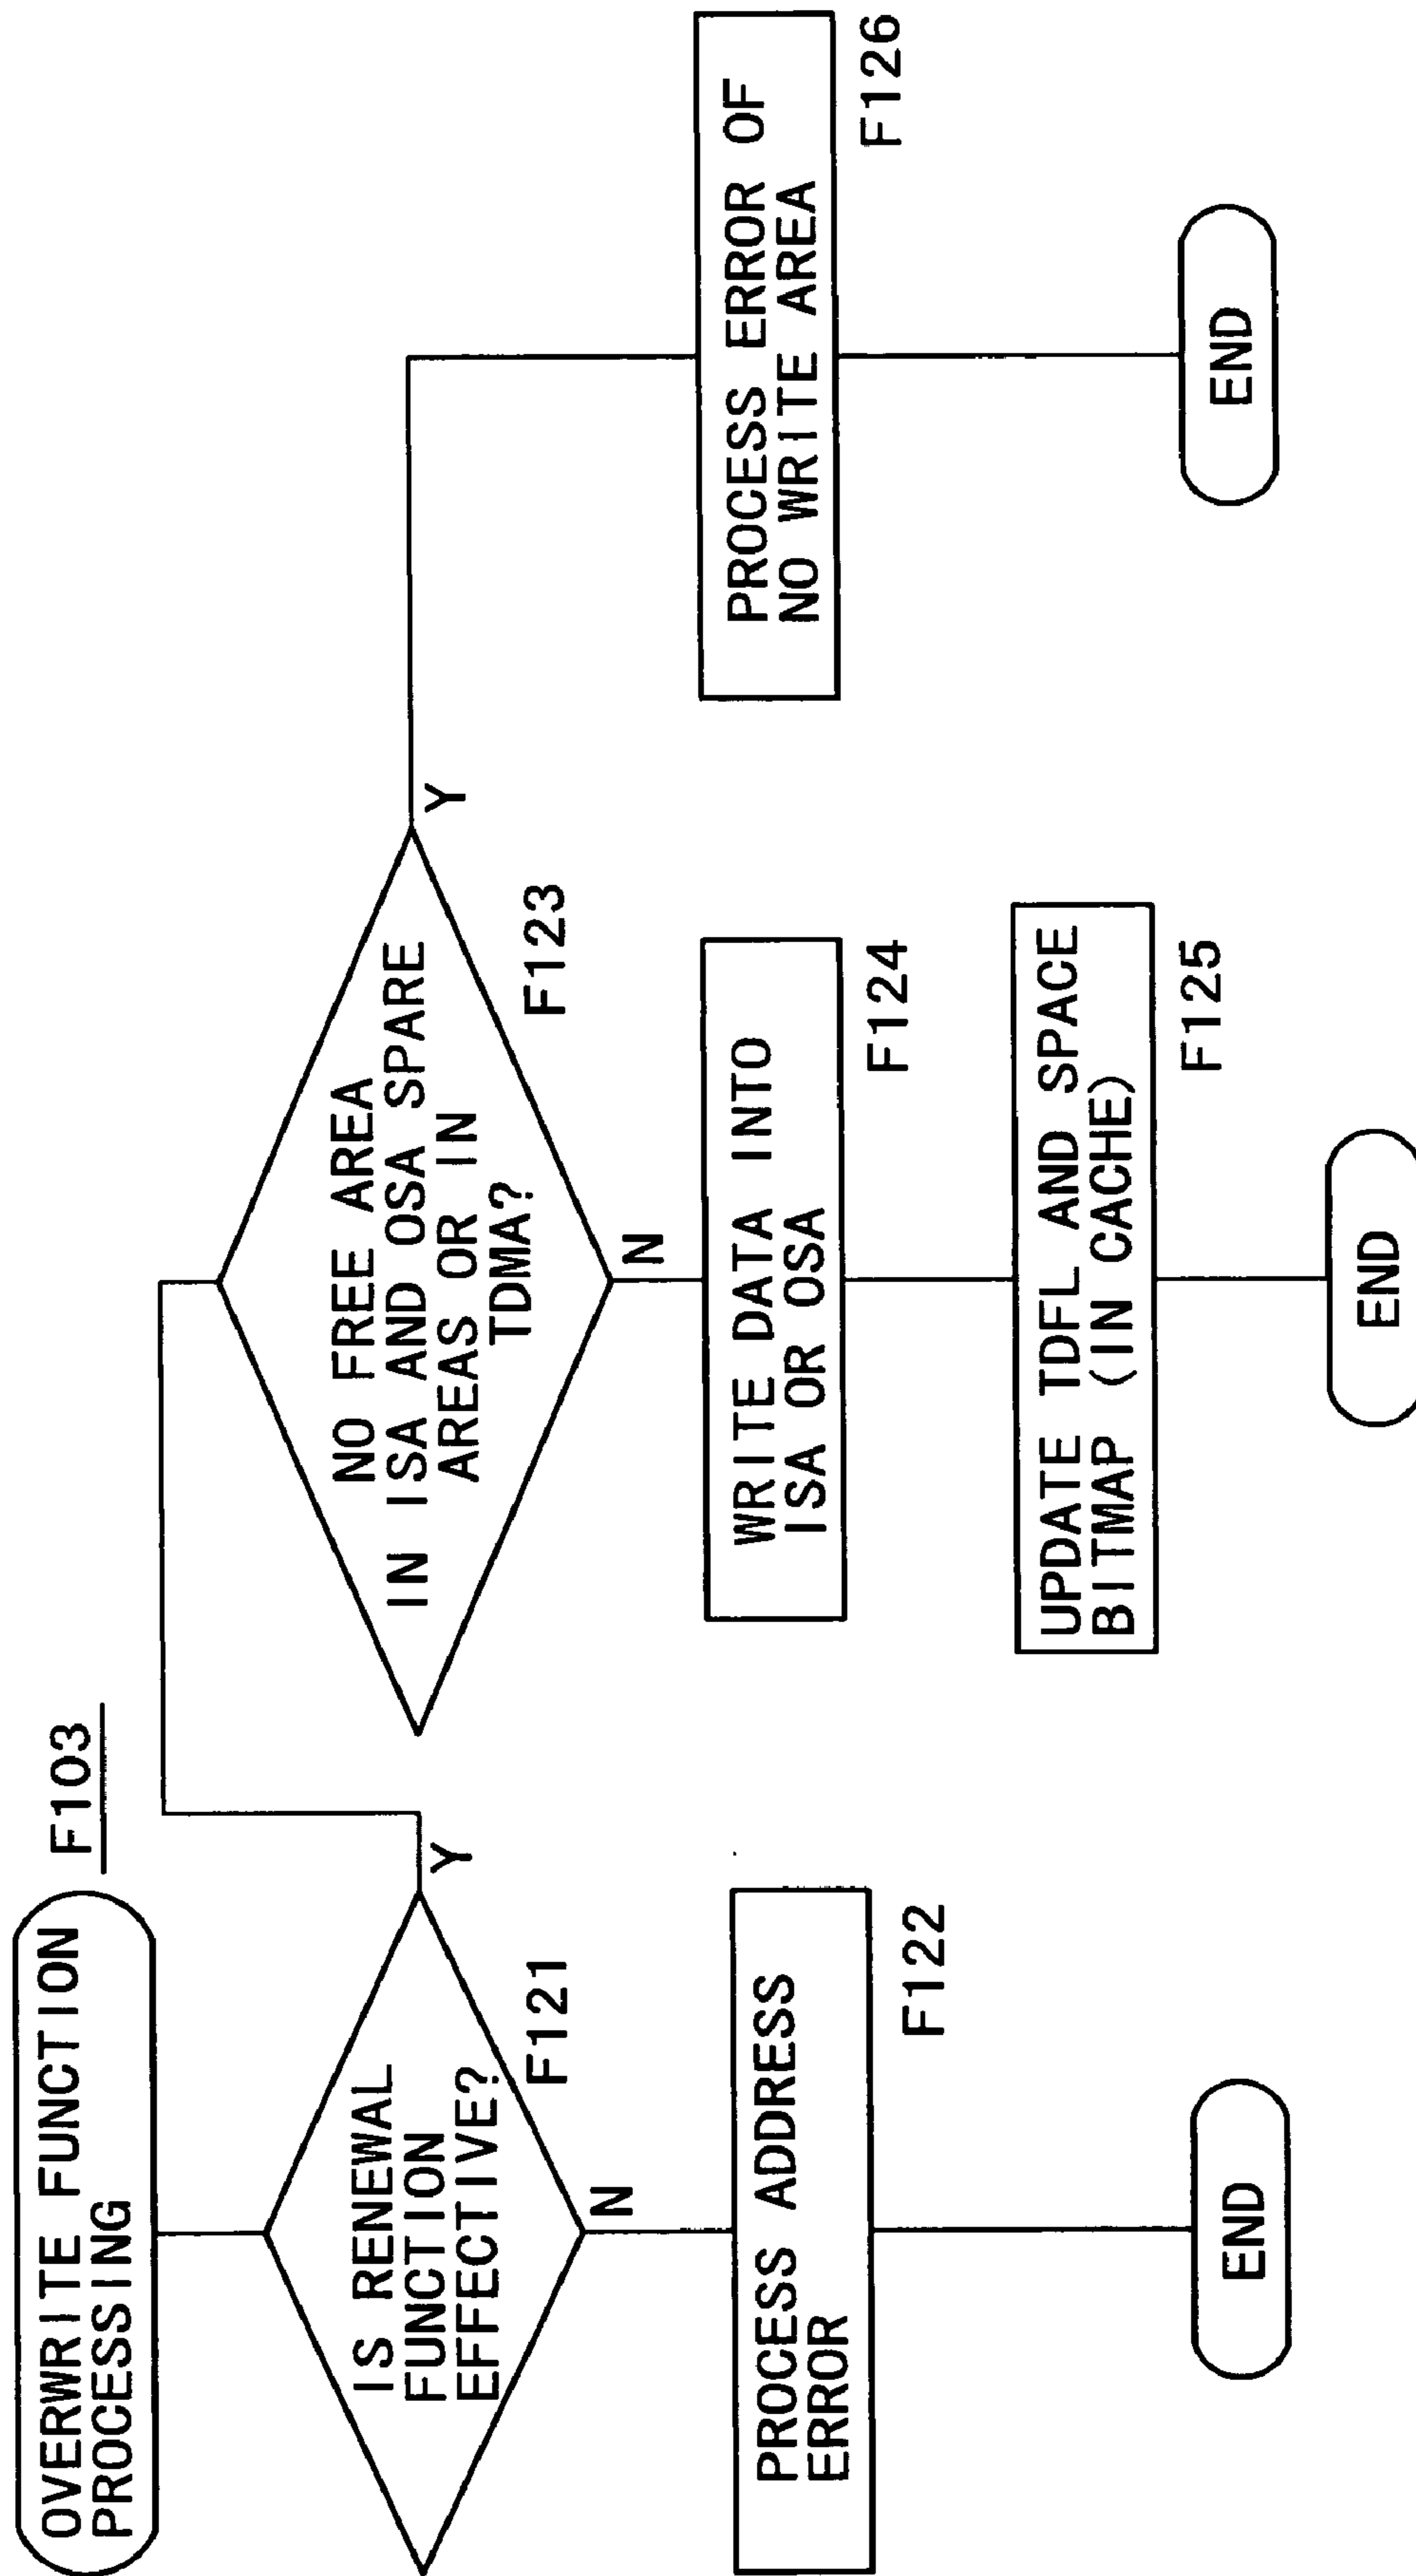 OVERWRITE FUNCTION
PROCESSING
F103
IS RENEWAL
FUNCTION
EFFECTIVE?
F121
Y
N
PROCESS ADDRESS
ERROR
F122
END
NO FREE AREA
IN ISA AND OSA SPARE
AREAS OR IN
TDMA?
F123
Y
N
WRITE DATA INTO
ISA OR OSA
F124
UPDATE TDFL AND SPACE
BITMAP (IN CACHE)
F125
END
PROCESS ERROR OF
NO WRITE AREA
F126
END